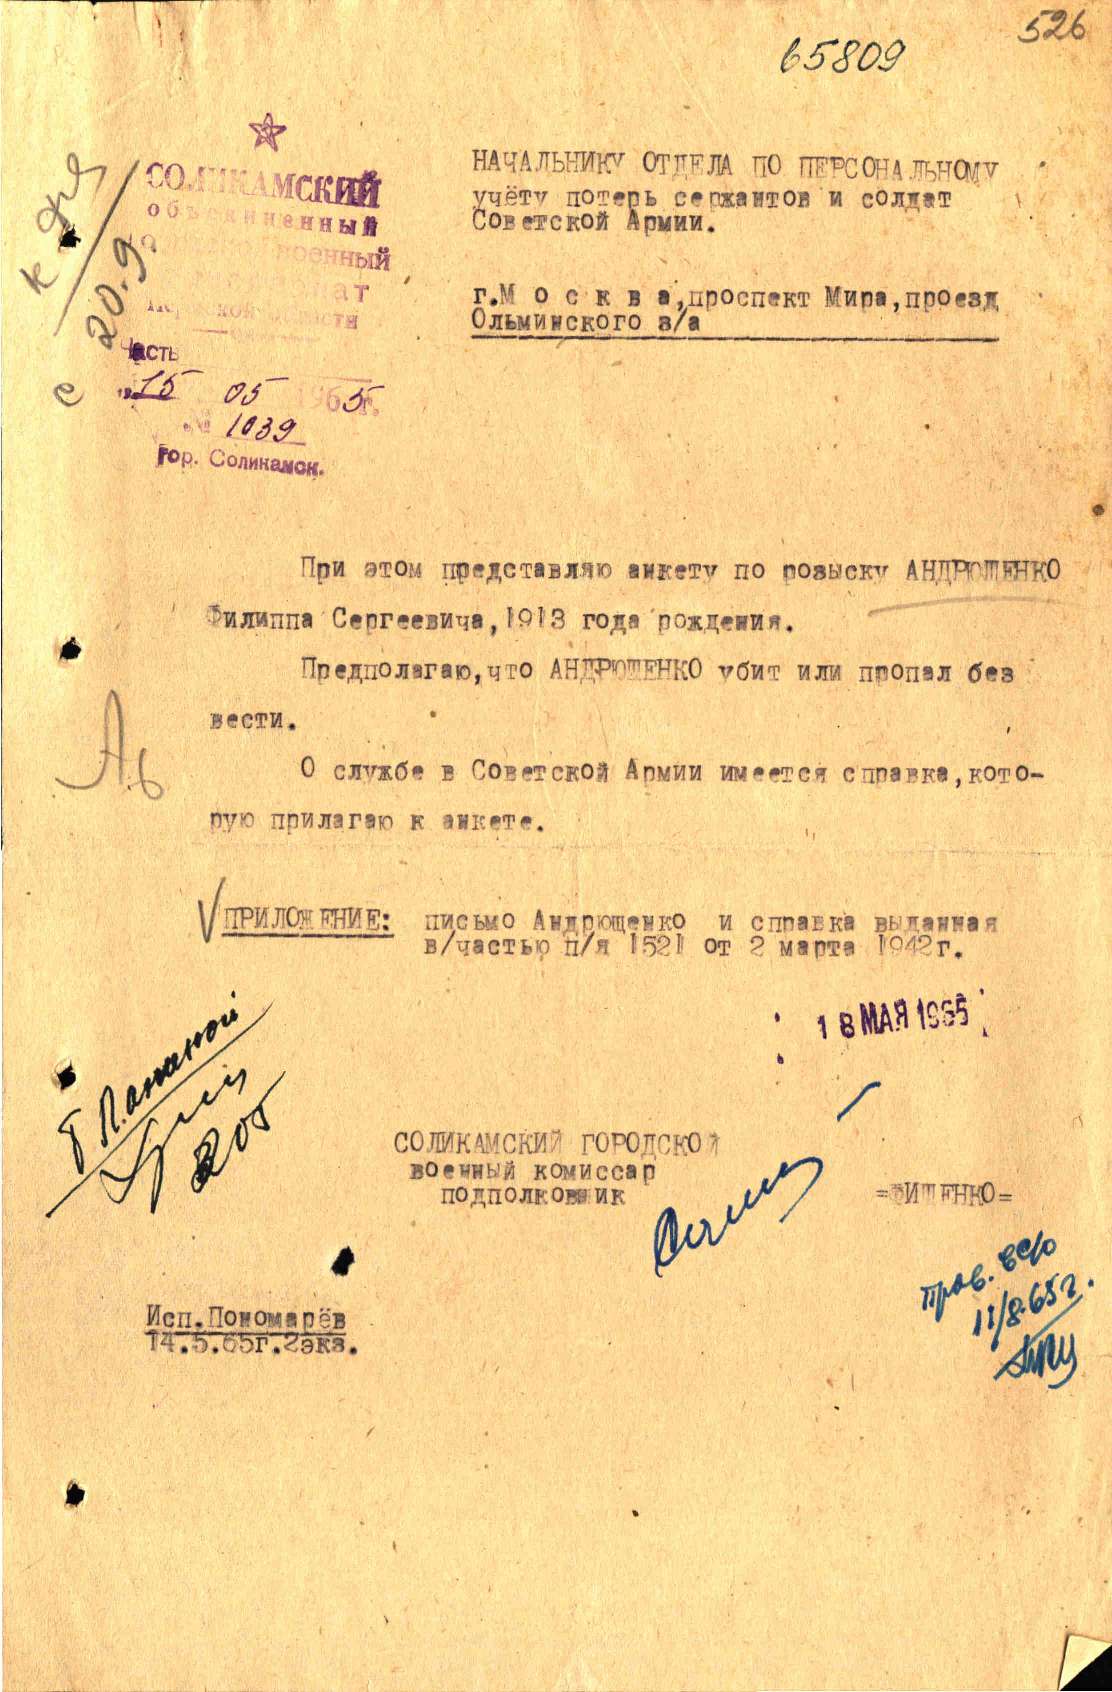 526
65809
СОЛИКАМСКИЙ
объединенный
военный
Часть
"15" 05 1965г.
№ 1039
гор. Соликамск.
с 20.9.
НАЧАЛЬНИКУ ОТДЕЛА ПО ПЕРСОНАЛЬНОМУ
учёту потерь сержантов и солдат
Советской Армии.
г.М о с к в а,проспект Мира,проезд
Ольминского з/а
При этом представляю анкету по розыску АНДРЮЩЕНКО
Филиппа Сергеевича,1913 года рождения.
Предполагаю,что АНДРЮЩЕНКО убит или пропал без
вести.
О службе в Советской Армии имеется справка,кото-
рую прилагаю к анкете.
ПРИЛОЖЕНИЕ: письмо Андрющенко и справка выданная
в/частью п/я 1521 от 2 марта 1942г.
18 МАЯ 1965
СОЛИКАМСКИЙ ГОРОДСКОЙ
военный комиссар
подполковник =ФИЩЕНКО=
11/8.65г.
Исп.Пономарёв
14.5.65г.2экз.